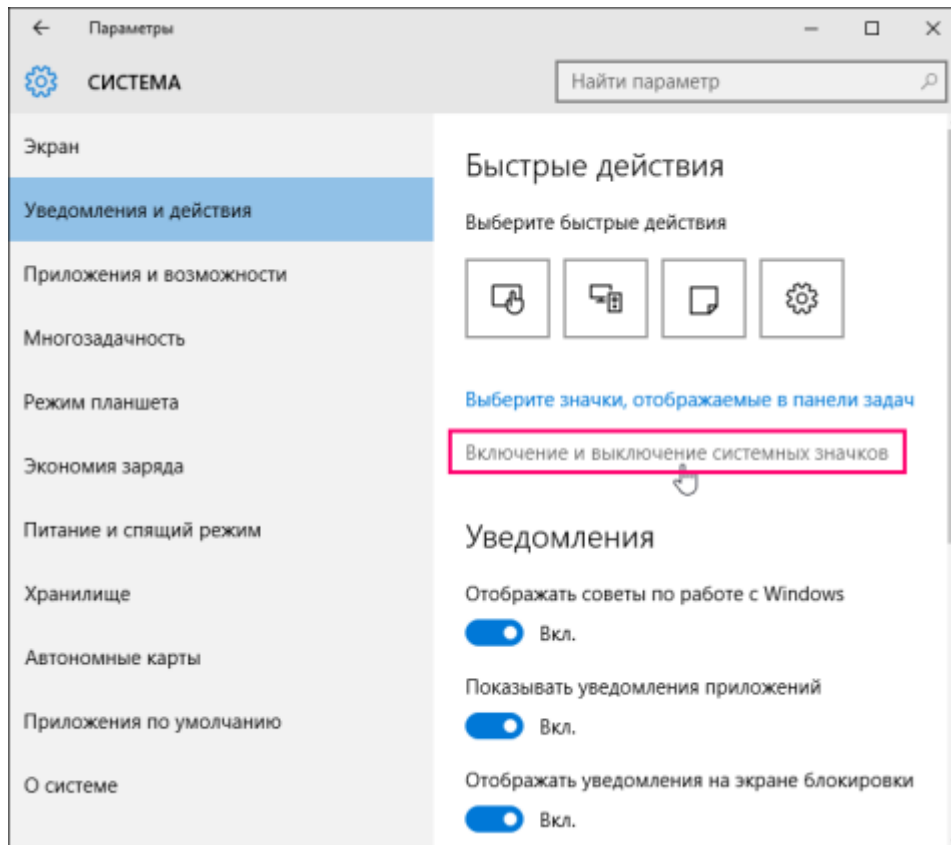 Параметры
СИСТЕМА
Найти параметр
Экран
Уведомления и действия
Приложения и возможности
Многозадачность
Режим планшета
Экономия заряда
Питание и спящий режим
Хранилище
Автономные карты
Приложения по умолчанию
О системе
Быстрые действия
Выберите быстрые действия
Выберите значки, отображаемые в панели задач
Включение и выключение системных значков
Уведомления
Отображать советы по работе с Windows
Вкл.
Показывать уведомления приложений
Вкл.
Отображать уведомления на экране блокировки
Вкл.